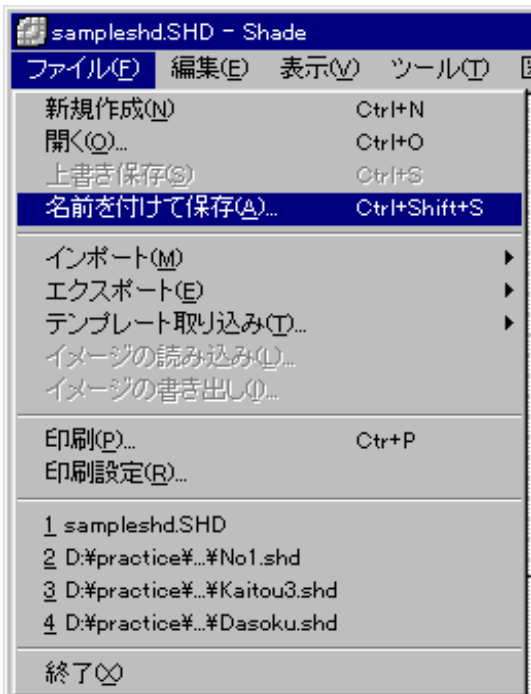 sampleshd.SHD - Shade
ファイル(F) 編集(E) 表示(V) ツール(T)
新規作成(N) Ctrl+N
開く(O)... Ctrl+O
上書き保存(S) Ctrl+S
名前を付けて保存(A)... Ctrl+Shift+S
インポート(M)
エクスポート(E)
テンプレート取り込み(T)...
イメージの読み込み(L)...
イメージの書き出し(I)...
印刷(P)... Ctr+P
印刷設定(R)...
1 sampleshd.SHD
2 D:¥practice¥...¥No1.shd
3 D:¥practice¥...¥Kaitou3.shd
4 D:¥practice¥...¥Dasoku.shd
終了(X)